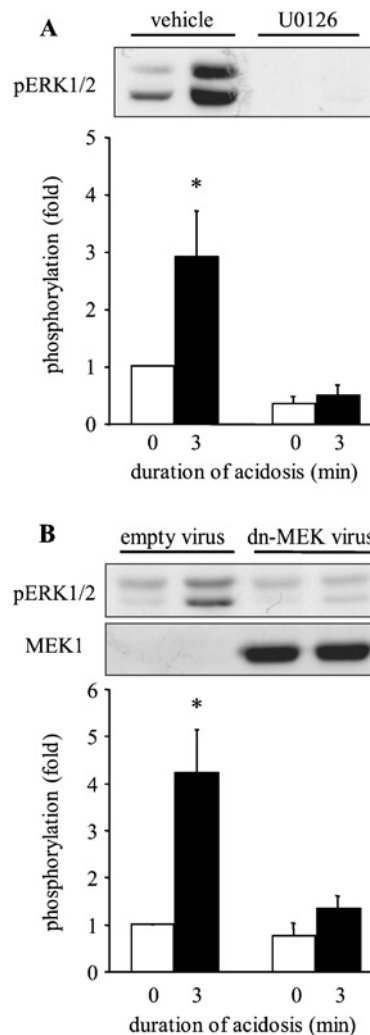 A
vehicle U0126
pERK1/2
5
4
3
2
1
0
phosphorylation (fold)
*
0 3 0 3
duration of acidosis (min)
B
empty virus dn-MEK virus
pERK1/2
MEK1
6
5
4
3
2
1
0
phosphorylation (fold)
*
0 3 0 3
duration of acidosis (min)